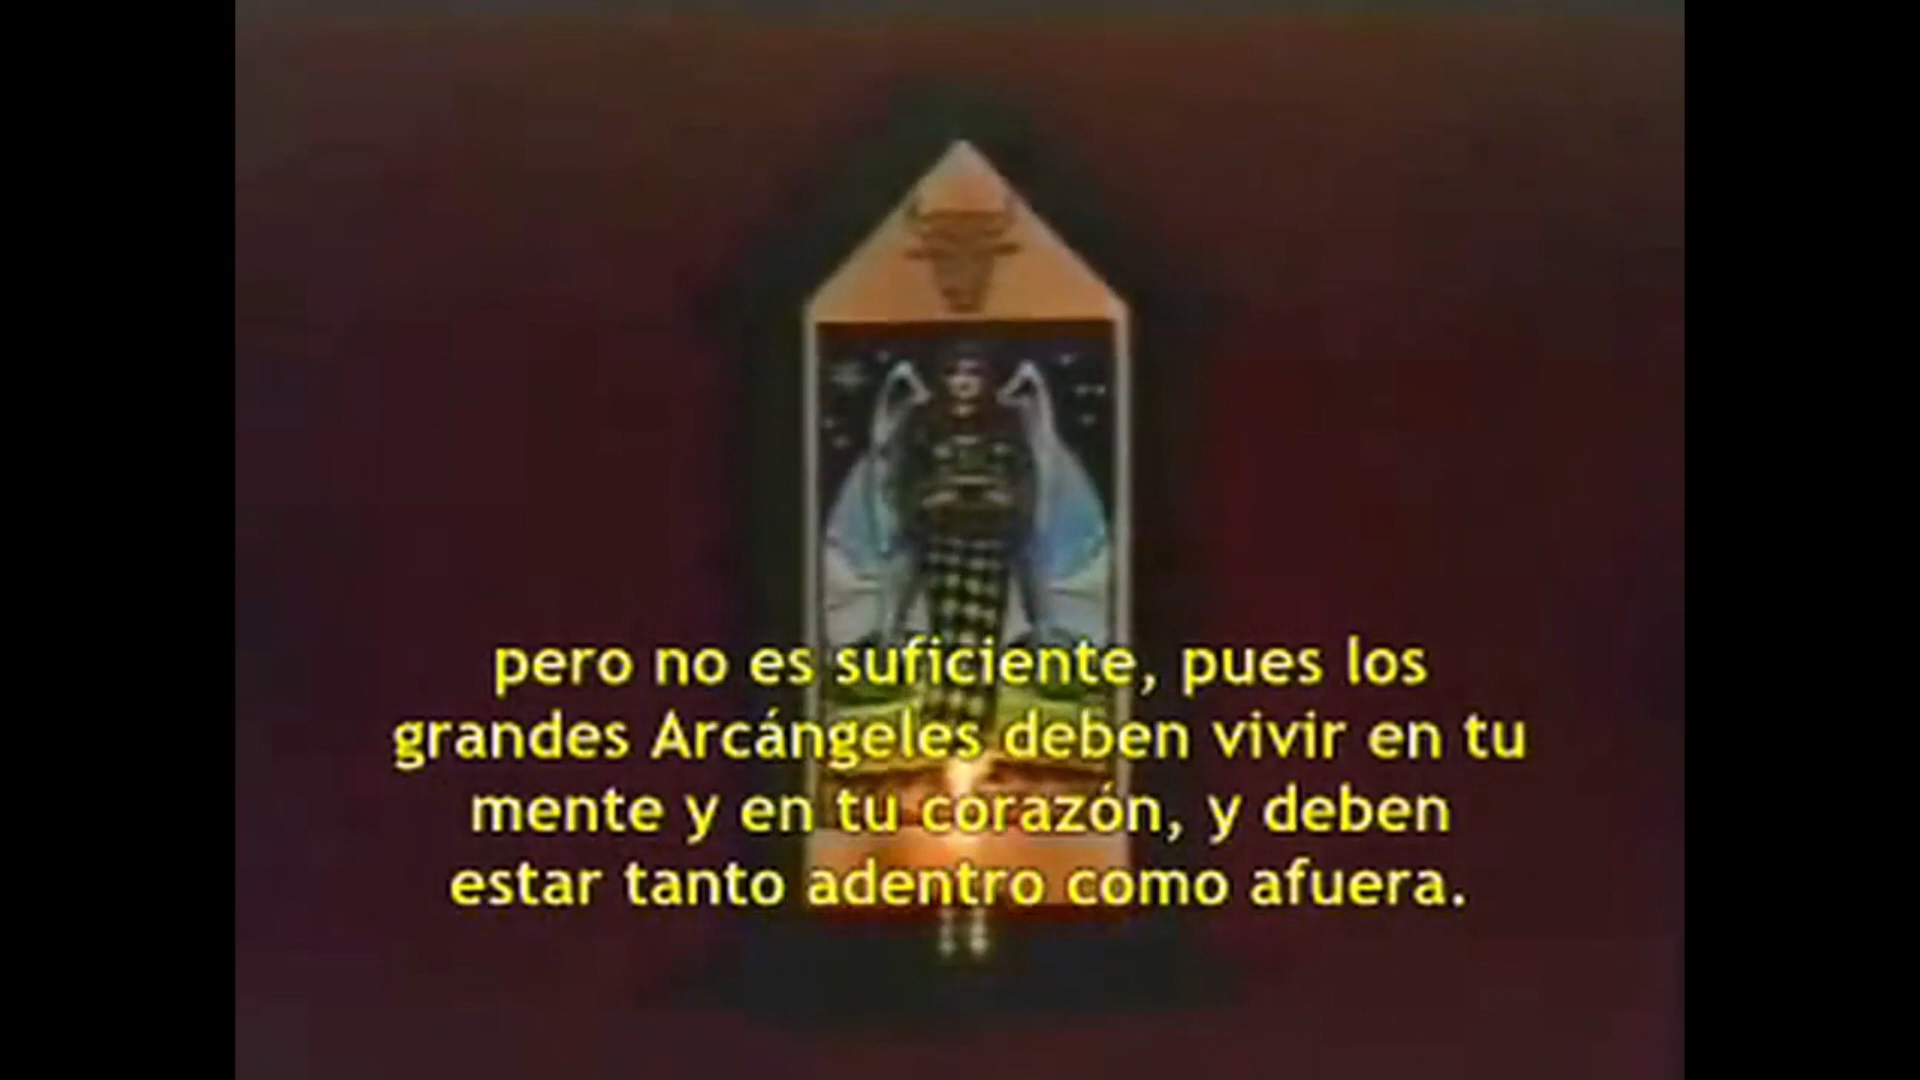 pero no es suficiente, pues los
grandes Arcángeles deben vivir en tu
mente y en tu corazón, y deben
estar tanto adentro como afuera.